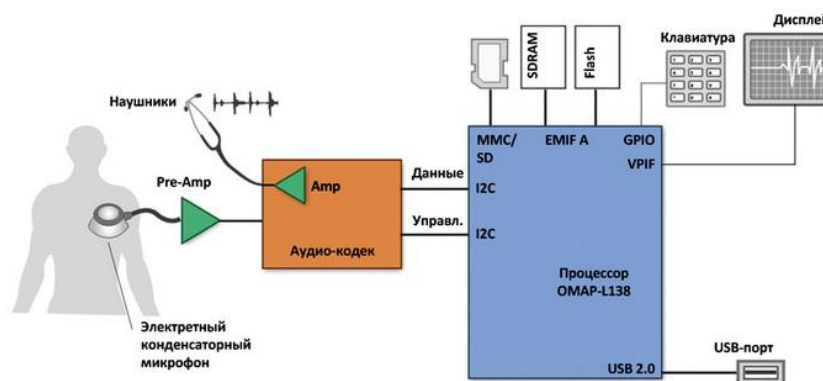 Дисплей
Клавиатура
SDRAM
Flash
Наушники
MMC/
SD
EMIF A
GPIO
VPIF
Pre-Amp
Amp
Данные
I2C
Управл.
I2C
Аудио-кодек
Процессор
OMAP-L138
Электретный
конденсаторный
микрофон
USB-порт
USB 2.0